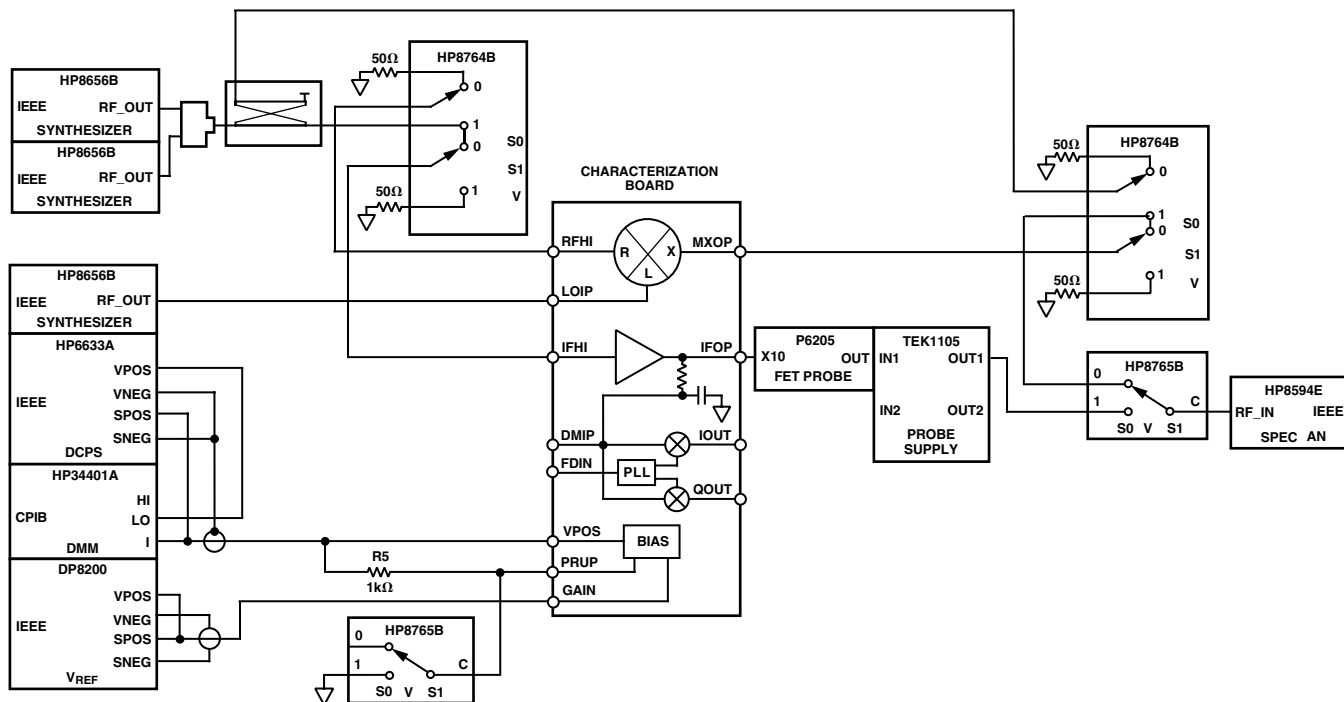 HP8656B
IEEE RF_OUT
SYNTHESIZER
HP8656B
IEEE RF_OUT
SYNTHESIZER
50Ω
HP8764B
0
1
0
S0
S1
50Ω
1
V
HP8656B
IEEE RF_OUT
SYNTHESIZER
HP6633A
VPOS
VNEG
IEEE
SPOS
SNEG
DCPS
HP34401A
HI
CPIB
LO
DMM I
DP8200
VPOS
IEEE
VNEG
SPOS
SNEG
VREF
R5
1kΩ
HP8765B
0
1 C
S0 V S1
CHARACTERIZATION
BOARD
RFHI R X MXOP
L
LOIP
IFHI IFOP
DMIP IOUT
FDIN PLL
QOUT
VPOS BIAS
PRUP
GAIN
P6205
X10 OUT
FET PROBE
TEK1105
IN1 OUT1
IN2 OUT2
PROBE
SUPPLY
50Ω
HP8764B
0
1
0
S0
S1
50Ω
1
V
HP8765B
0
1 C
S0 V S1
HP8594E
RF_IN IEEE
SPEC AN